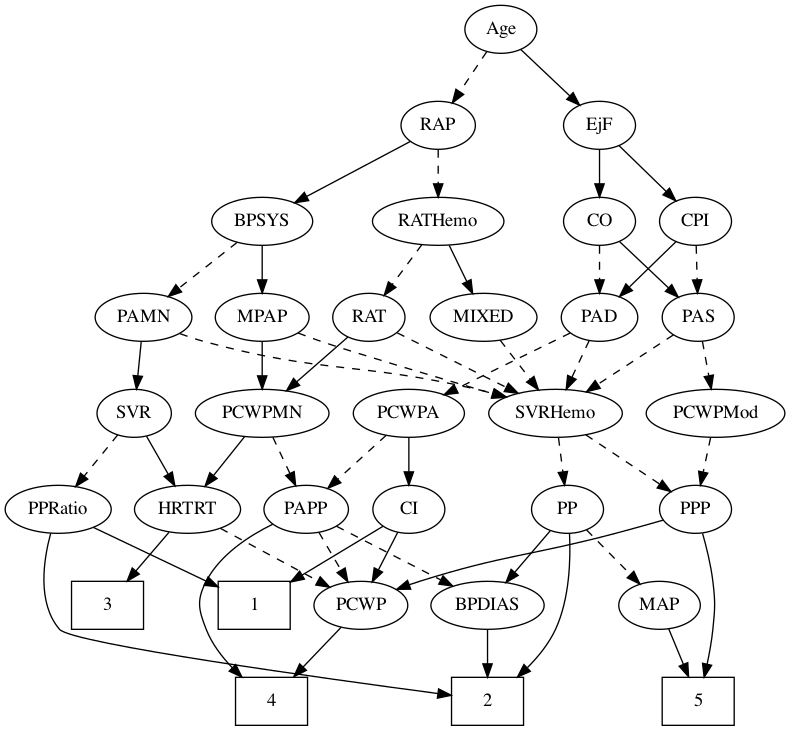 Age
RAP
EjF
BPSYS
RATHemo
CO
CPI
PAMN
MPAP
RAT
MIXED
PAD
PAS
SVR
PCWPMN
PCWPA
SVRHemo
PCWPMod
PPRatio
HRTRT
PAPP
CI
PP
PPP
3
1
PCWP
BPDIAS
MAP
4
2
5